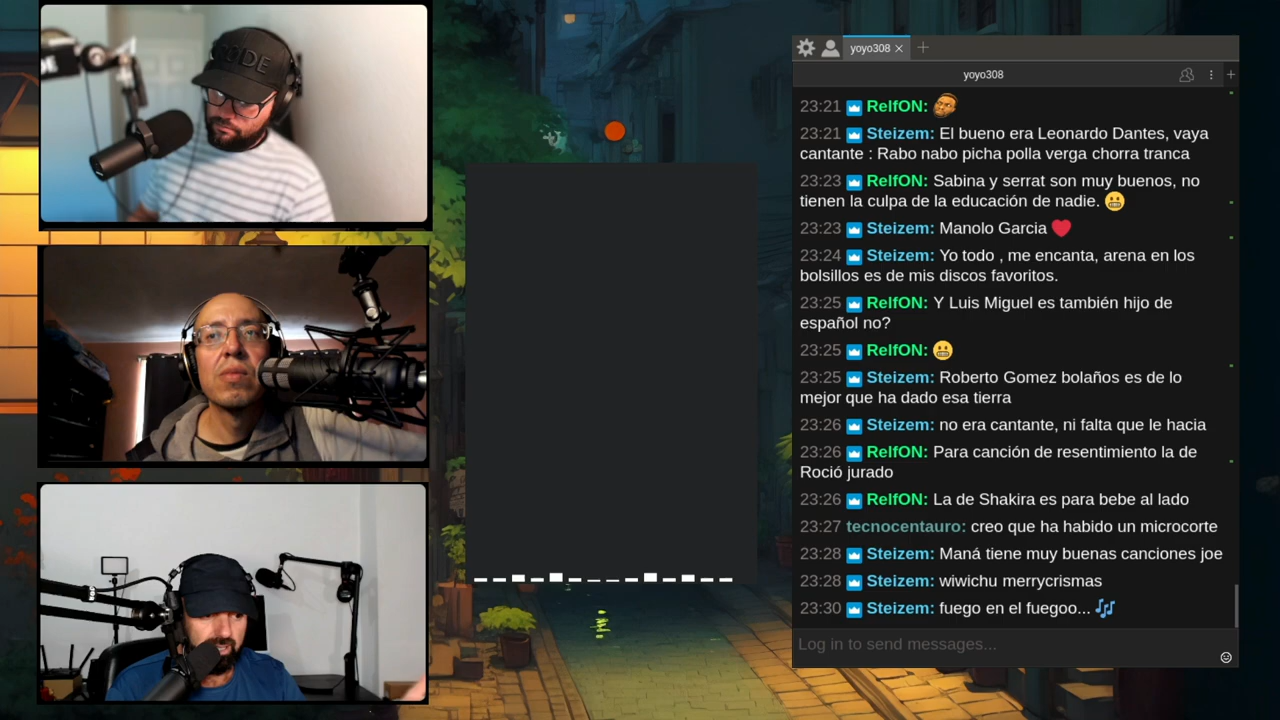 CODE
yoyo308
yoyo308
23:21 RelfON:
23:21 Steizem: El bueno era Leonardo Dantes, vaya
cantante : Rabo nabo picha polla verga chorra tranca
23:23 RelfON: Sabina y serrat son muy buenos, no
tienen la culpa de la educación de nadie. 😬
23:23 Steizem: Manolo Garcia ❤️
23:24 Steizem: Yo todo , me encanta, arena en los
bolsillos es de mis discos favoritos.
23:25 RelfON: Y Luis Miguel es también hijo de
español no?
23:25 RelfON: 😬
23:25 Steizem: Roberto Gomez bolaños es de lo
mejor que ha dado esa tierra
23:26 Steizem: no era cantante, ni falta que le hacia
23:26 RelfON: Para canción de resentimiento la de
Roció jurado
23:26 RelfON: La de Shakira es para bebe al lado
23:27 tecnocentauro: creo que ha habido un microcorte
23:28 Steizem: Maná tiene muy buenas canciones joe
23:28 Steizem: wiwichu merrycrismas
23:30 Steizem: fuego en el fuegoo... 🎶
Log in to send messages...